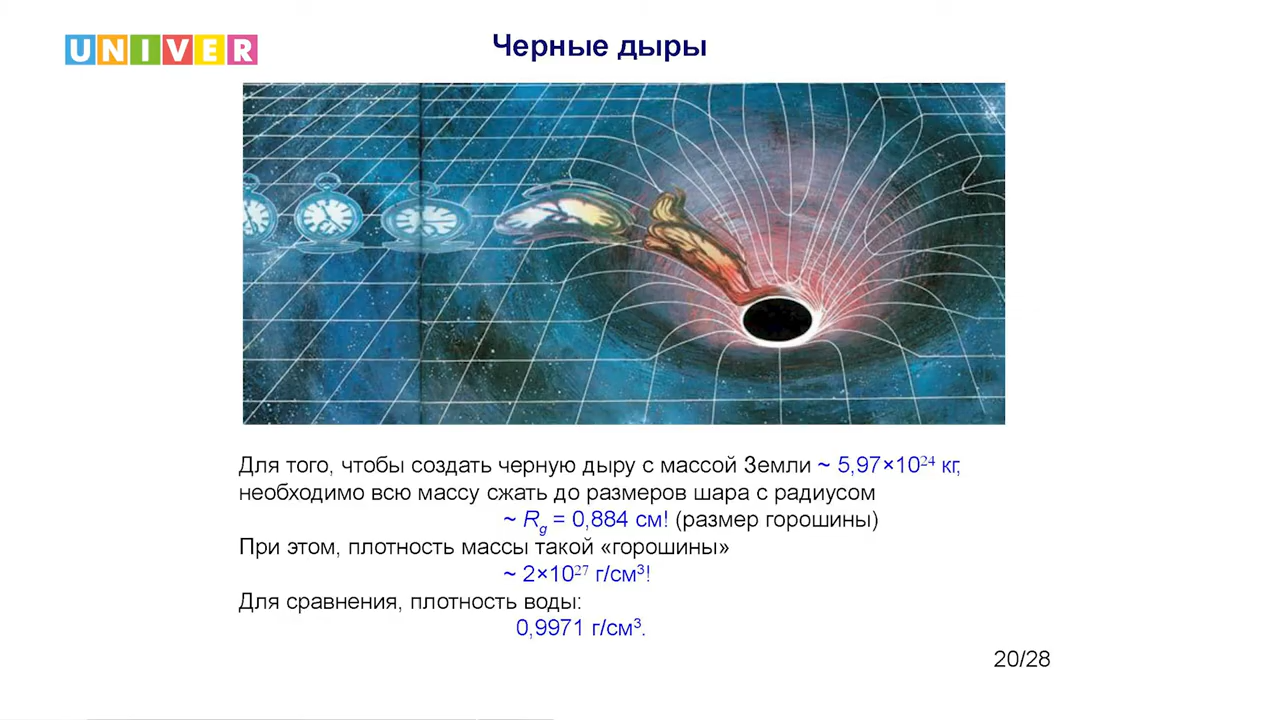 UNIVER
Черные дыры
Для того, чтобы создать черную дыру с массой Земли ~ 5,97×10²⁴ кг,
необходимо всю массу сжать до размеров шара с радиусом
~ Rg = 0,884 см! (размер горошины)
При этом, плотность массы такой «горошины»
~ 2×10²⁷ г/см³!
Для сравнения, плотность воды:
0,9971 г/см³.
20/28